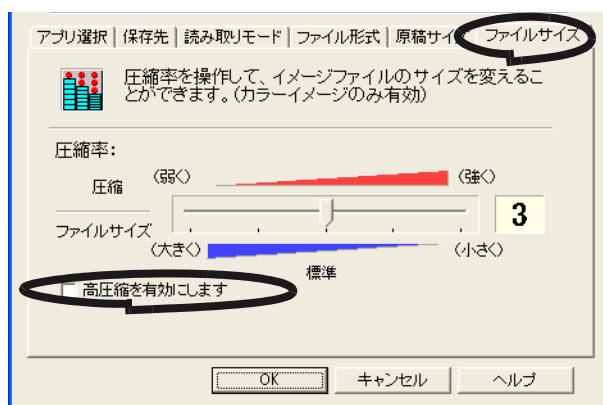 アプリ選択 保存先 読み取りモード ファイル形式 原稿サイ ファイルサイズ
圧縮率を操作して、イメージファイルのサイズを変えるこ
とができます。(カラーイメージのみ有効)
圧縮率:
圧縮 (弱く) (強く)
3
ファイルサイズ
(大きく) (小さく)
標準
高圧縮を有効にします
OK キャンセル ヘルプ